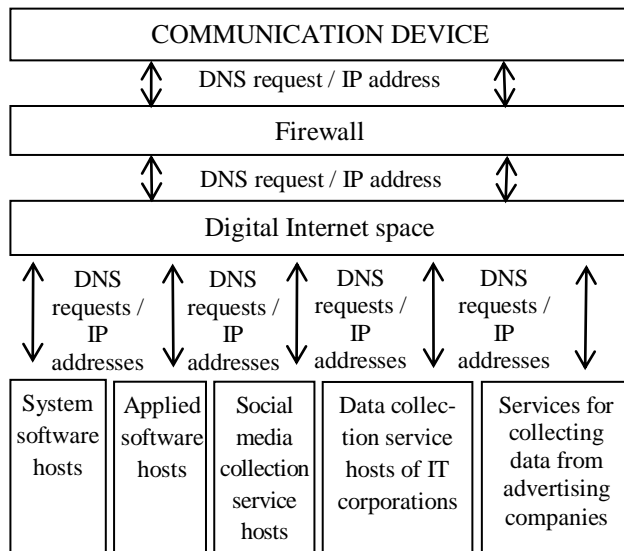 COMMUNICATION DEVICE
DNS request / IP address
Firewall
DNS request / IP address
Digital Internet space
DNS
requests /
IP
addresses
DNS
requests /
IP
addresses
DNS
requests /
IP
addresses
DNS
requests /
IP
addresses
System
software
hosts
Applied
software
hosts
Social
media
collection
service
hosts
Data collec-
tion service
hosts of IT
corporations
Services for
collecting
data from
advertising
companies